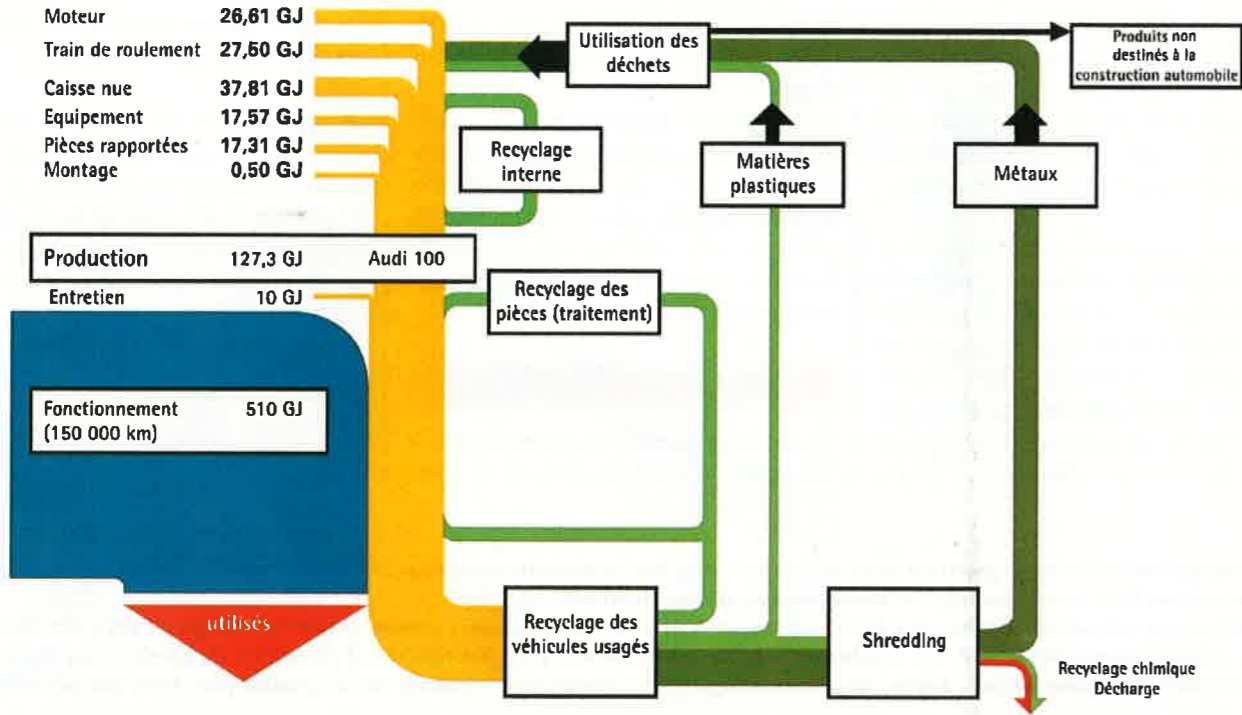 Moteur 26,61 GJ
Train de roulement 27,50 GJ
Caisse nue 37,81 GJ
Equipement 17,57 GJ
Pièces rapportées 17,31 GJ
Montage 0,50 GJ
Production 127,3 GJ Audi 100
Entretien 10 GJ
Fonctionnement 510 GJ
(150 000 km)
utilisés
Utilisation des
déchets
Produits non
destinés à la
construction automobile
Recyclage
interne
Matières
plastiques
Métaux
Recyclage des
pièces (traitement)
Recyclage des
véhicules usagés
Shredding
Recyclage chimique
Décharge